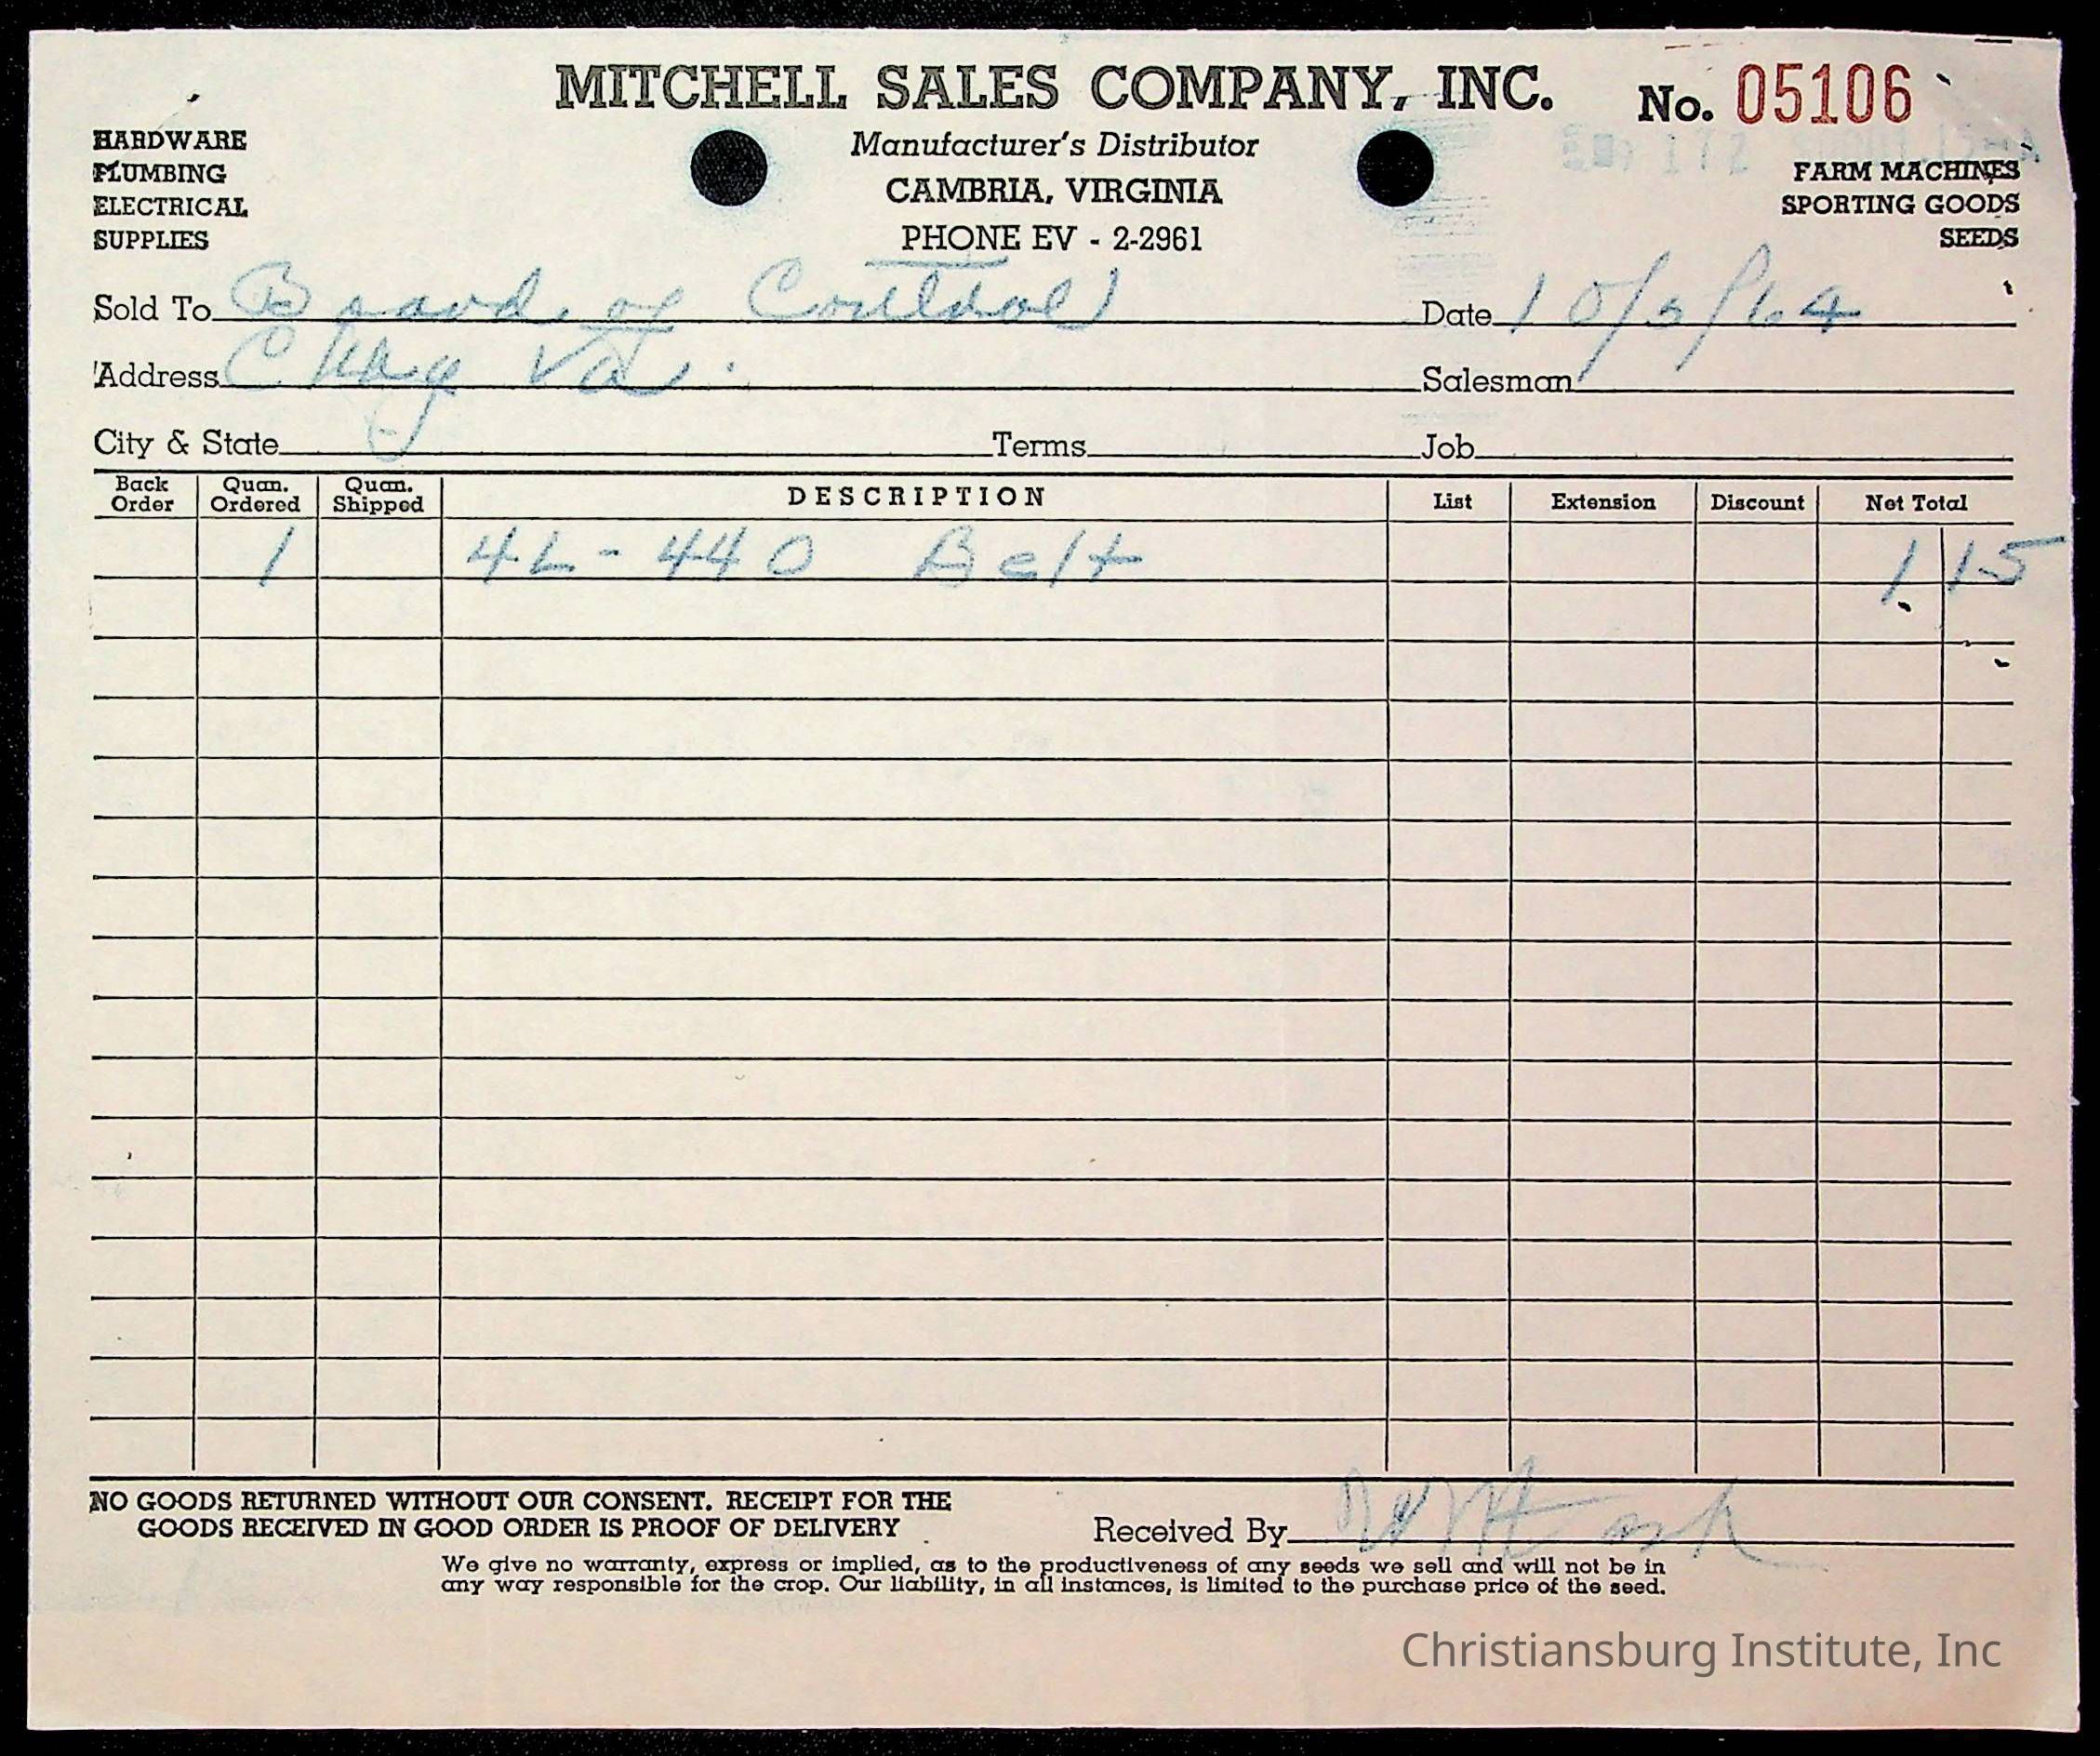 MITCHELL SALES COMPANY, INC.
No. 05106
HARDWARE
PLUMBING
ELECTRICAL
SUPPLIES
Manufacturer's Distributor
CAMBRIA, VIRGINIA
PHONE EV - 2-2961
FARM MACHINES
SPORTING GOODS
SEEDS
Sold To Board of Control Date 10/5/64
Address Chbg Va. Salesman
City & State Terms Job
Back Order Quan. Ordered Quan. Shipped DESCRIPTION List Extension Discount Net Total
1 4L-440 Belt 1 15
NO GOODS RETURNED WITHOUT OUR CONSENT. RECEIPT FOR THE
GOODS RECEIVED IN GOOD ORDER IS PROOF OF DELIVERY
Received By
We give no warranty, express or implied, as to the productiveness of any seeds we sell and will not be in
any way responsible for the crop. Our liability, in all instances, is limited to the purchase price of the seed.
Christiansburg Institute, Inc